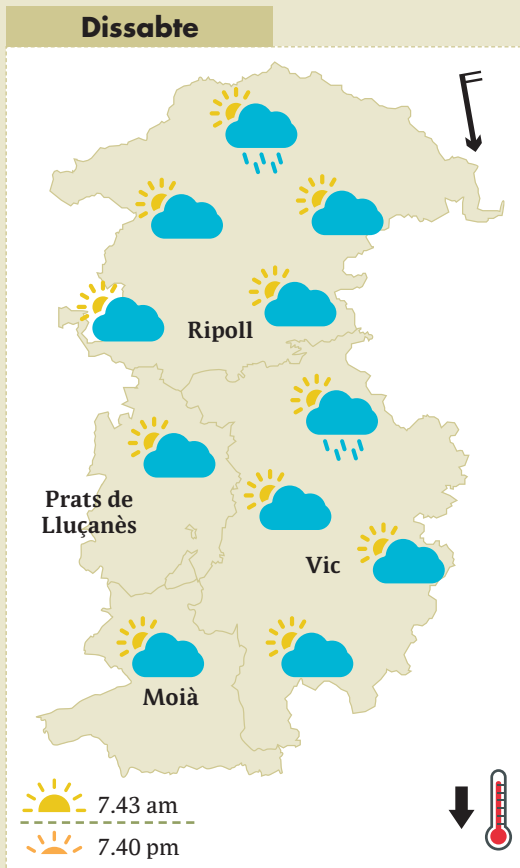 Dissabte
Ripoll
Prats de
Lluçanès
Vic
Moià
7.43 am
7.40 pm